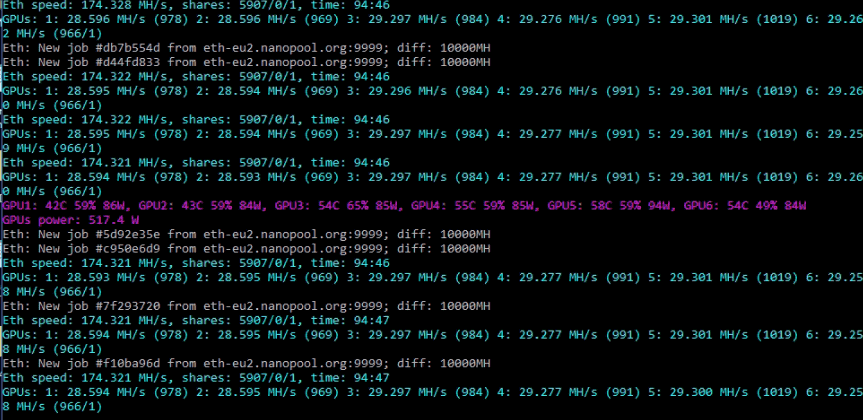 Eth speed: 174.328 MH/s, shares: 5907/0/1, time: 94:46
GPUs: 1: 28.596 MH/s (978) 2: 28.596 MH/s (969) 3: 29.297 MH/s (984) 4: 29.276 MH/s (991) 5: 29.301 MH/s (1019) 6: 29.26
2 MH/s (966/1)
Eth: New job #db7b554d from eth-eu2.nanopool.org:9999; diff: 10000MH
Eth: New job #d44fd833 from eth-eu2.nanopool.org:9999; diff: 10000MH
Eth speed: 174.322 MH/s, shares: 5907/0/1, time: 94:46
GPUs: 1: 28.595 MH/s (978) 2: 28.594 MH/s (969) 3: 29.296 MH/s (984) 4: 29.276 MH/s (991) 5: 29.301 MH/s (1019) 6: 29.26
0 MH/s (966/1)
Eth speed: 174.322 MH/s, shares: 5907/0/1, time: 94:46
GPUs: 1: 28.595 MH/s (978) 2: 28.594 MH/s (969) 3: 29.297 MH/s (984) 4: 29.277 MH/s (991) 5: 29.301 MH/s (1019) 6: 29.25
9 MH/s (966/1)
Eth speed: 174.321 MH/s, shares: 5907/0/1, time: 94:46
GPUs: 1: 28.594 MH/s (978) 2: 28.593 MH/s (969) 3: 29.297 MH/s (984) 4: 29.277 MH/s (991) 5: 29.301 MH/s (1019) 6: 29.26
0 MH/s (966/1)
GPU1: 42C 59% 86W, GPU2: 43C 59% 84W, GPU3: 54C 65% 85W, GPU4: 55C 59% 85W, GPU5: 58C 59% 94W, GPU6: 54C 49% 84W
GPUs power: 517.4 W
Eth: New job #5d92e35e from eth-eu2.nanopool.org:9999; diff: 10000MH
Eth: New job #c950e6d9 from eth-eu2.nanopool.org:9999; diff: 10000MH
Eth speed: 174.321 MH/s, shares: 5907/0/1, time: 94:46
GPUs: 1: 28.593 MH/s (978) 2: 28.595 MH/s (969) 3: 29.297 MH/s (984) 4: 29.277 MH/s (991) 5: 29.301 MH/s (1019) 6: 29.25
8 MH/s (966/1)
Eth: New job #7f293720 from eth-eu2.nanopool.org:9999; diff: 10000MH
Eth speed: 174.321 MH/s, shares: 5907/0/1, time: 94:47
GPUs: 1: 28.594 MH/s (978) 2: 28.595 MH/s (969) 3: 29.297 MH/s (984) 4: 29.277 MH/s (991) 5: 29.301 MH/s (1019) 6: 29.25
8 MH/s (966/1)
Eth: New job #f10ba96d from eth-eu2.nanopool.org:9999; diff: 10000MH
Eth speed: 174.321 MH/s, shares: 5907/0/1, time: 94:47
GPUs: 1: 28.594 MH/s (978) 2: 28.595 MH/s (969) 3: 29.297 MH/s (984) 4: 29.277 MH/s (991) 5: 29.300 MH/s (1019) 6: 29.25
8 MH/s (966/1)